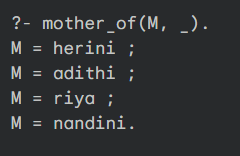 ?- mother_of(M, _).
M = herini ;
M = adithi ;
M = riya ;
M = nandini.